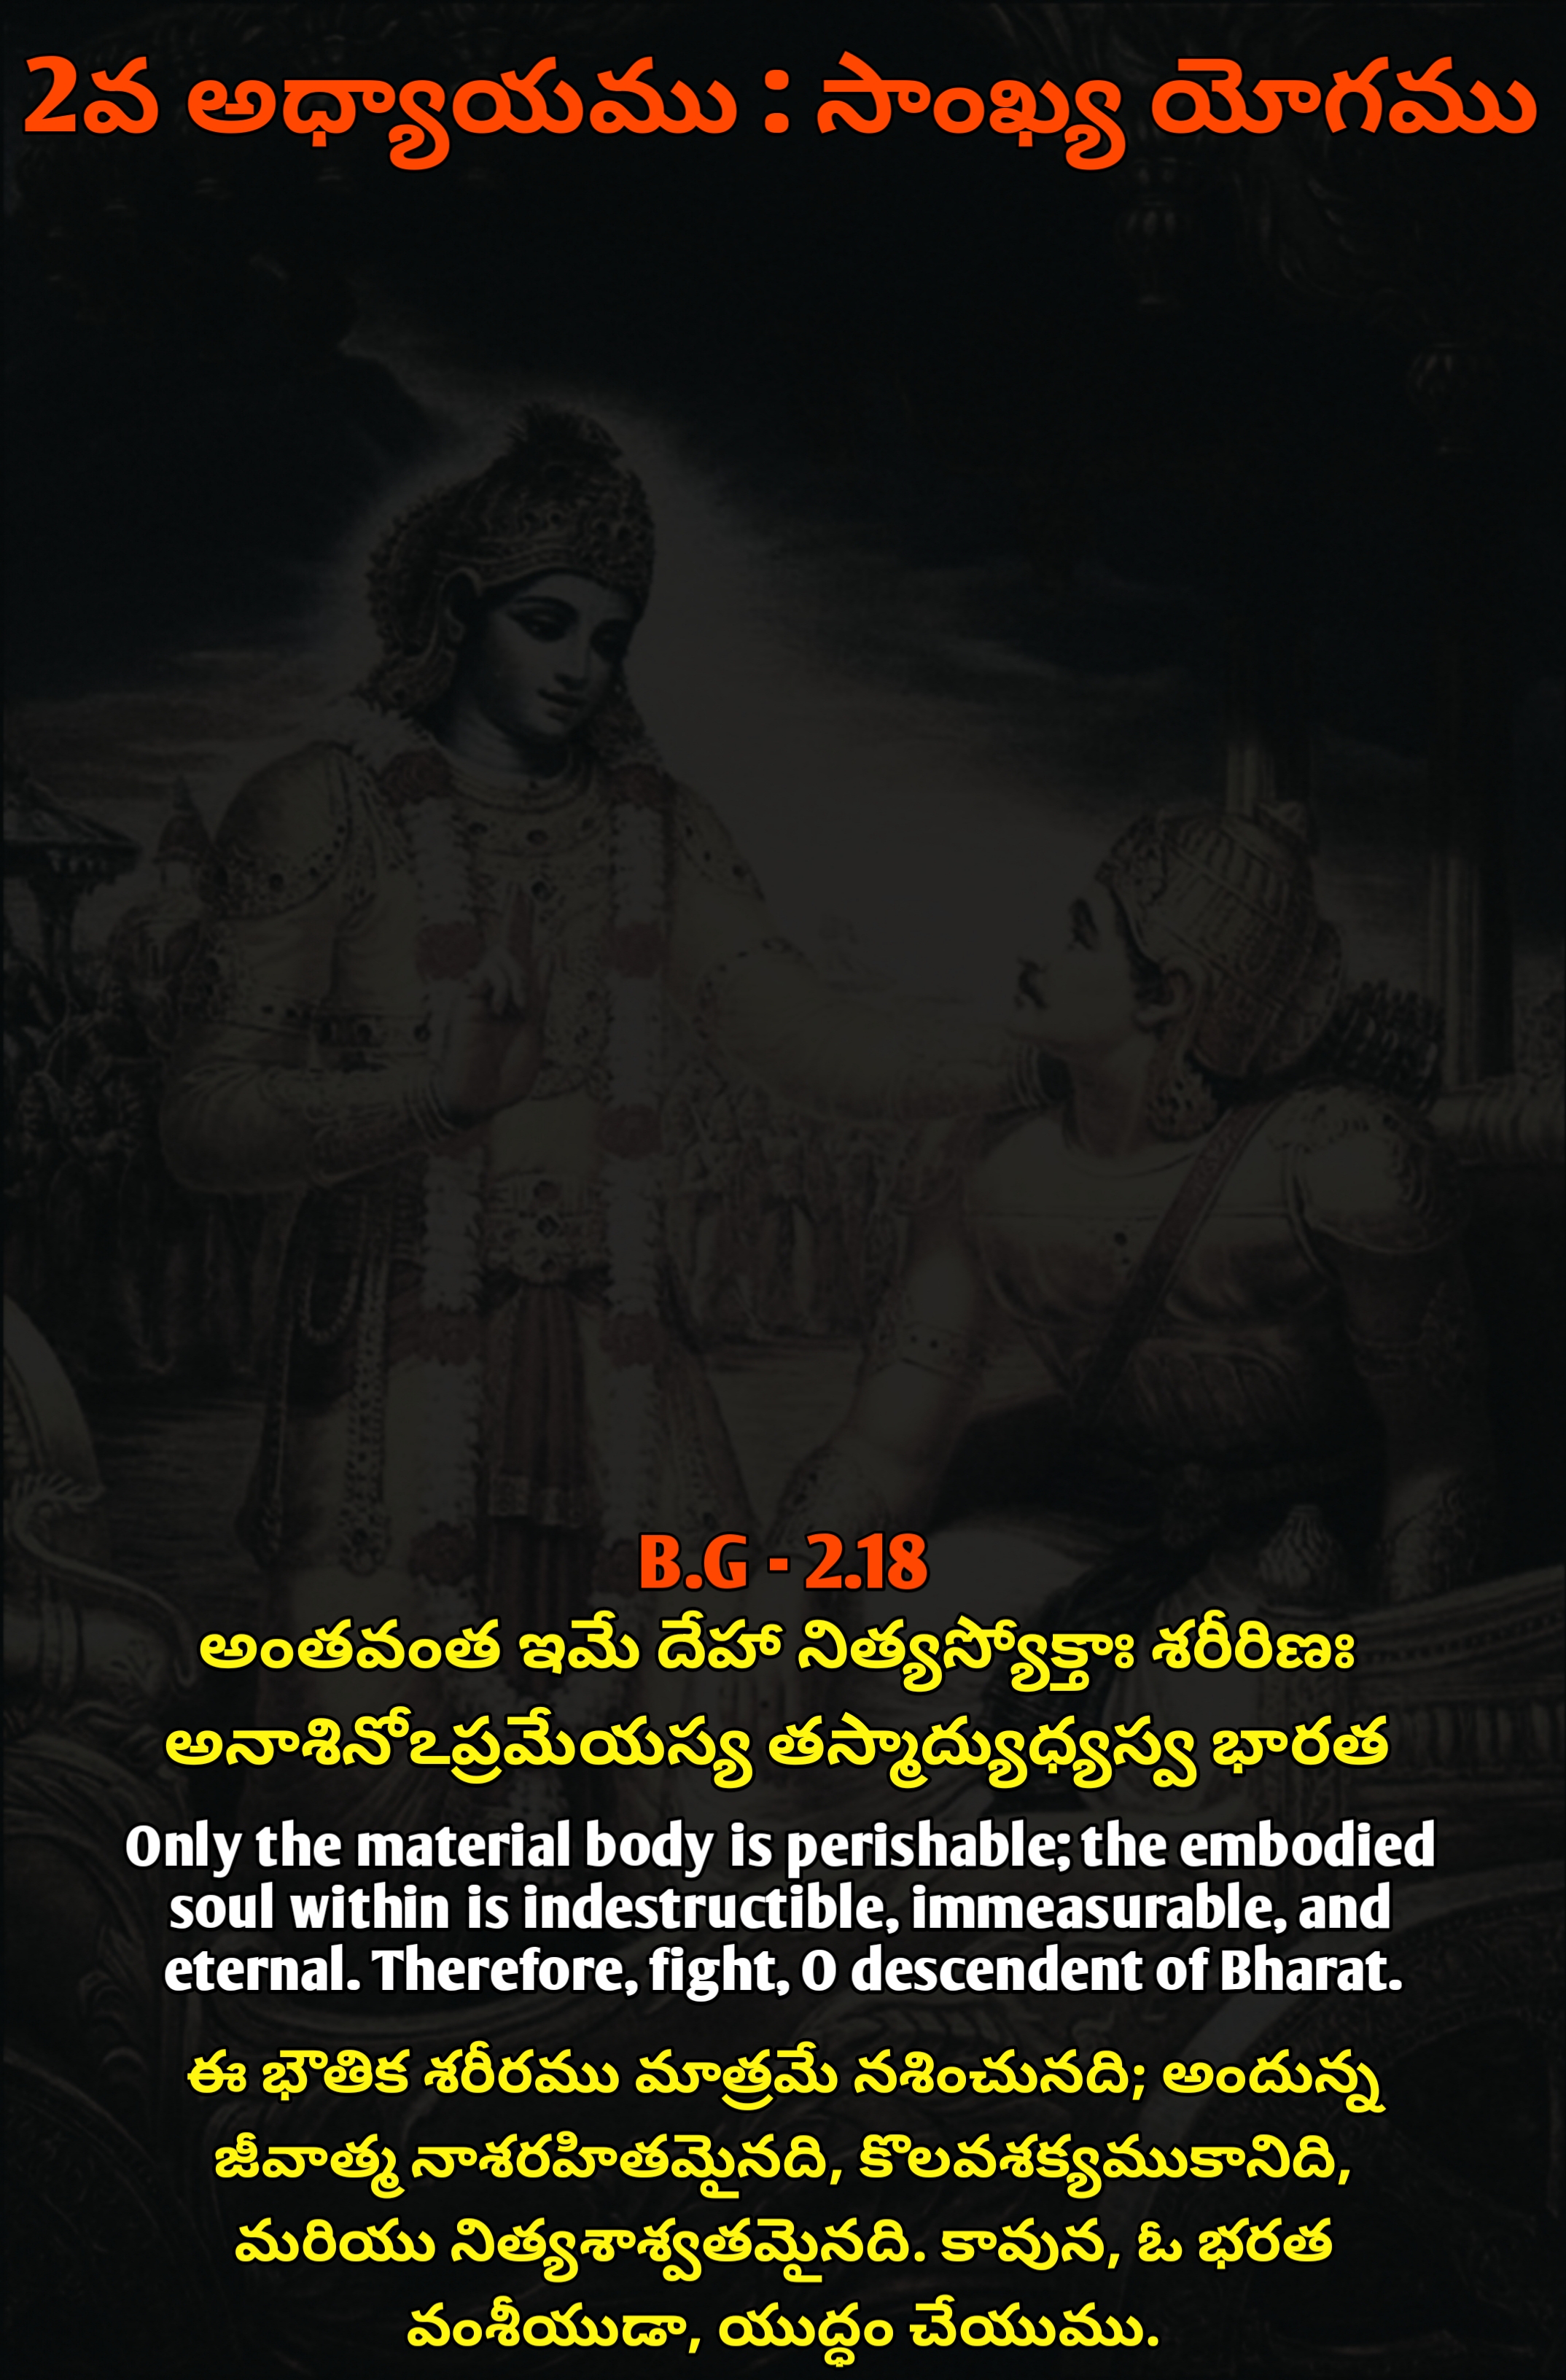 2వ అధ్యాయము : సాంఖ్య యోగము
B.G - 2.18
అంతవంత ఇమే దేహా నిత్యస్యోక్తాః శరీరిణః
అనాశినోఽప్రమేయస్య తస్మాద్యుధ్యస్వ భారత
Only the material body is perishable; the embodied
soul within is indestructible, immeasurable, and
eternal. Therefore, fight, O descendent of Bharat.
ఈ భౌతిక శరీరము మాత్రమే నశించునది; అందున్న
జీవాత్మ నాశరహితమైనది, కొలవశక్యముకానిది,
మరియు నిత్యశాశ్వతమైనది. కావున, ఓ భరత
వంశీయుడా, యుద్ధం చేయుము.